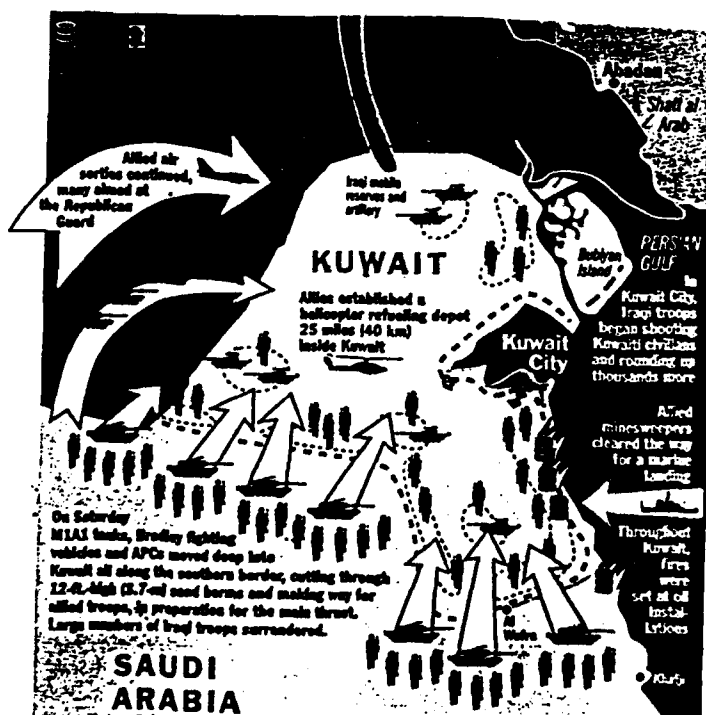 Abadan
Shatt al
Arab
Allied air
sorties continued,
many aimed at
the Republican
Guard
Iraqi mobile
reserves and
artillery
KUWAIT
Bubiyan
Island
PERSIAN
GULF
Allies established a
helicopter refueling depot
25 miles (40 km)
inside Kuwait
Kuwait
City
In
Kuwait City,
Iraqi troops
began shooting
Kuwaiti civilians
and rounding up
thousands more
Allied
minesweepers
cleared the way
for a marine
landing
On Saturday
M1A1 tanks, Bradley fighting
vehicles and APCs moved deep into
Kuwait all along the southern border, cutting through
12-ft.-high (3.7-m) sand berms and making way for
allied troops, in preparation for the main thrust.
Large numbers of Iraqi troops surrendered.
Throughout
Kuwait,
fires
were
set at oil
instal-
lations
Al
Wafra
Khafji
SAUDI
ARABIA